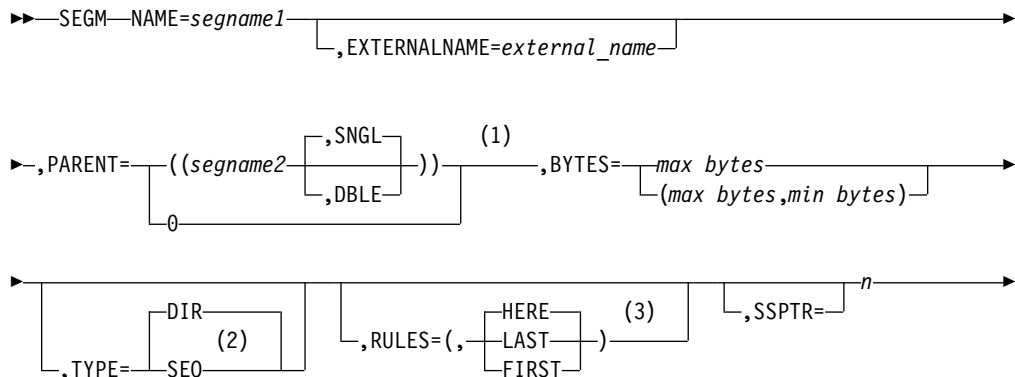 SEGM NAME=segname1
,EXTERNALNAME=external_name
,SNGL (1)
,PARENT= ((segname2 )) ,BYTES= max bytes
,DBLE (max bytes,min bytes)
0
DIR HERE (3) n
(2) ,SSPTR=
,RULES=(, LAST )
,TYPE= SEQ FIRST